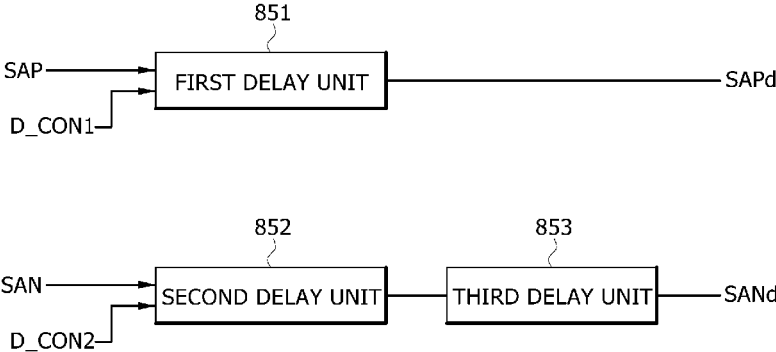 851
SAP
FIRST DELAY UNIT
SAPd
D_CON1
852
853
SAN
SECOND DELAY UNIT
THIRD DELAY UNIT
SANd
D_CON2